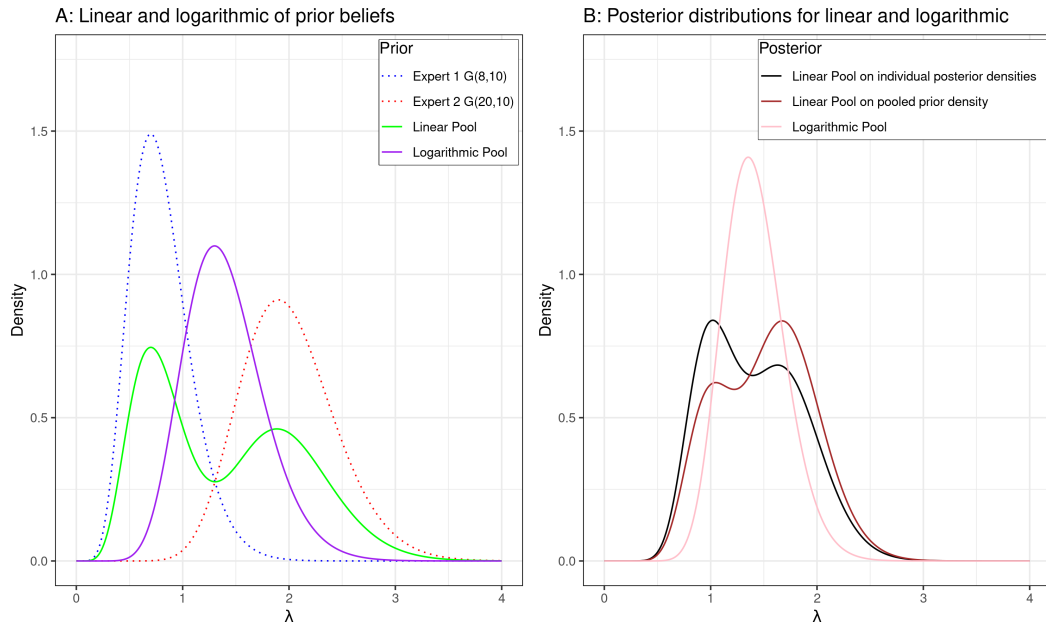 A: Linear and logarithmic of prior beliefs
Prior
Expert 1 G(8,10)
Expert 2 G(20,10)
Linear Pool
Logarithmic Pool
Density
1.5
1.0
0.5
0.0
0
1
2
3
4
λ
B: Posterior distributions for linear and logarithmic
Posterior
Linear Pool on individual posterior densities
Linear Pool on pooled prior density
Logarithmic Pool
Density
1.5
1.0
0.5
0.0
0
1
2
3
4
λ